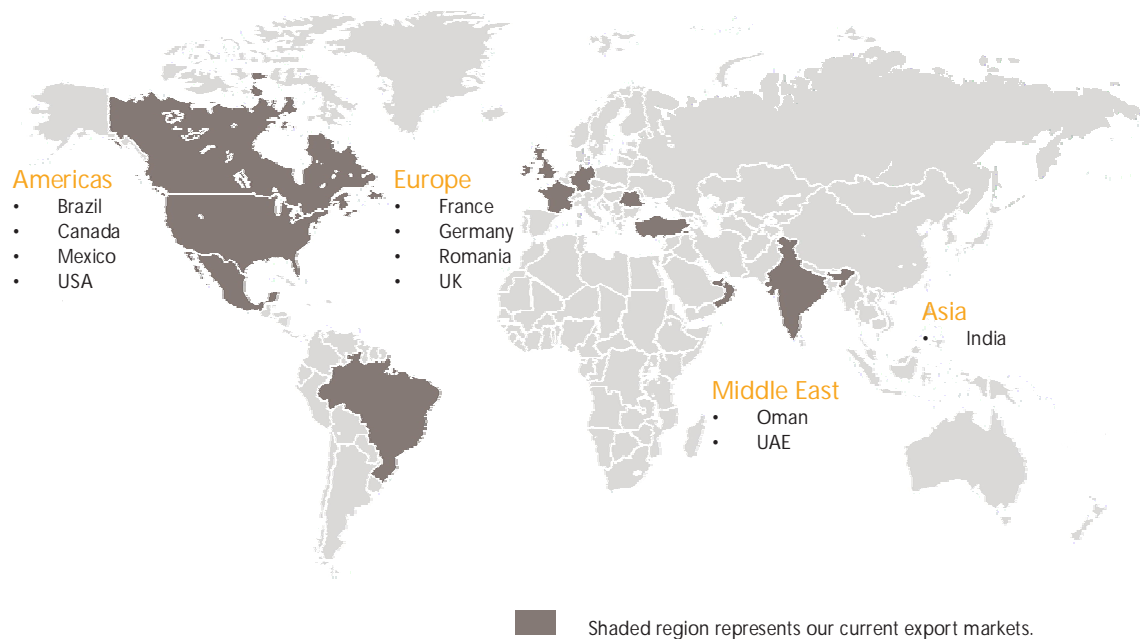 Americas
• Brazil
• Canada
• Mexico
• USA
Europe
• France
• Germany
• Romania
• UK
Asia
• India
Middle East
• Oman
• UAE
Shaded region represents our current export markets.